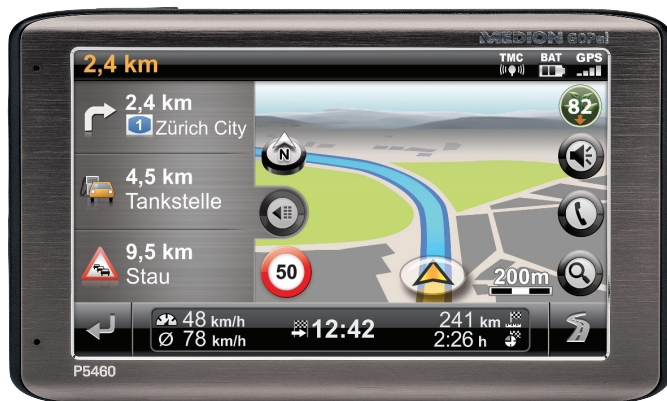 MEDION GoPal
2,4 km
TMC BAT GPS
2,4 km
1 Zürich City
4,5 km
Tankstelle
9,5 km
Stau
82
N
50
200m
48 km/h
Ø 78 km/h
12:42
241 km
2:26 h
P5460